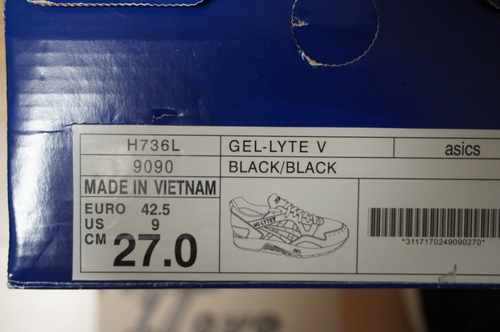 H736L GEL-LYTE V asics
9090 BLACK/BLACK
MADE IN VIETNAM
EURO 42.5
US 9
CM 27.0
*3117170249090270*